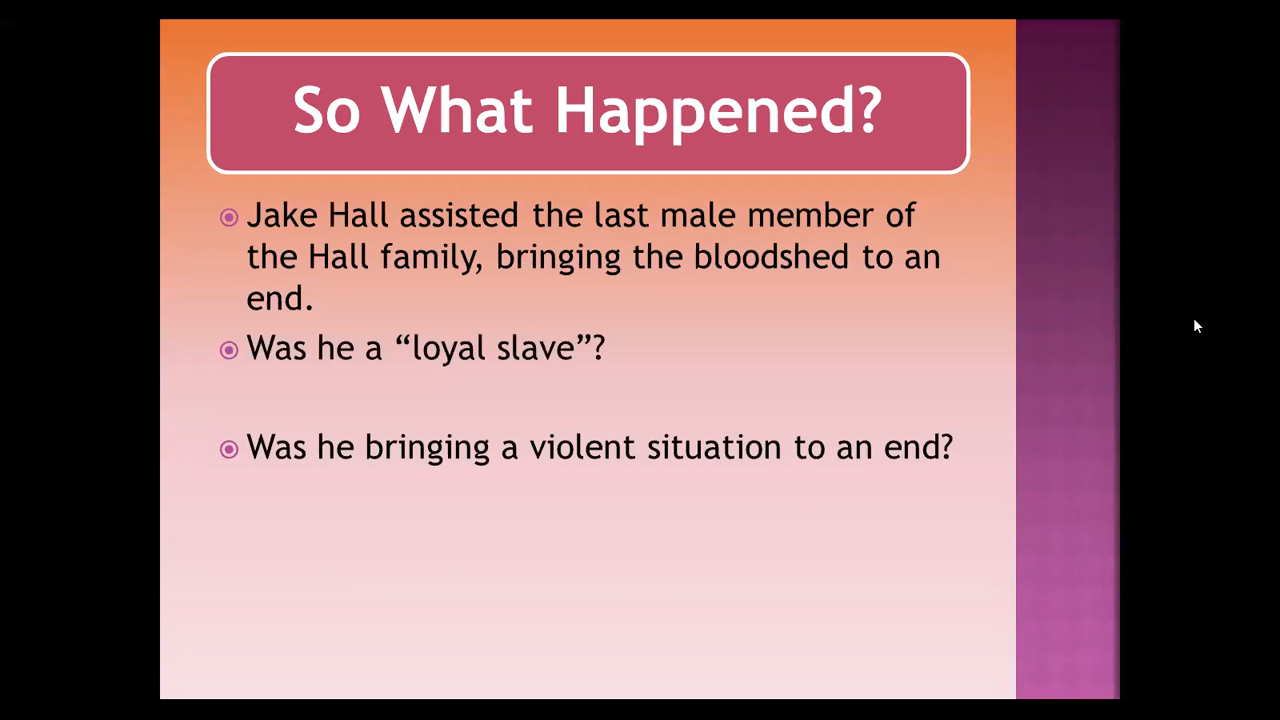 So What Happened?
Jake Hall assisted the last male member of
the Hall family, bringing the bloodshed to an
end.
Was he a “loyal slave”?
Was he bringing a violent situation to an end?